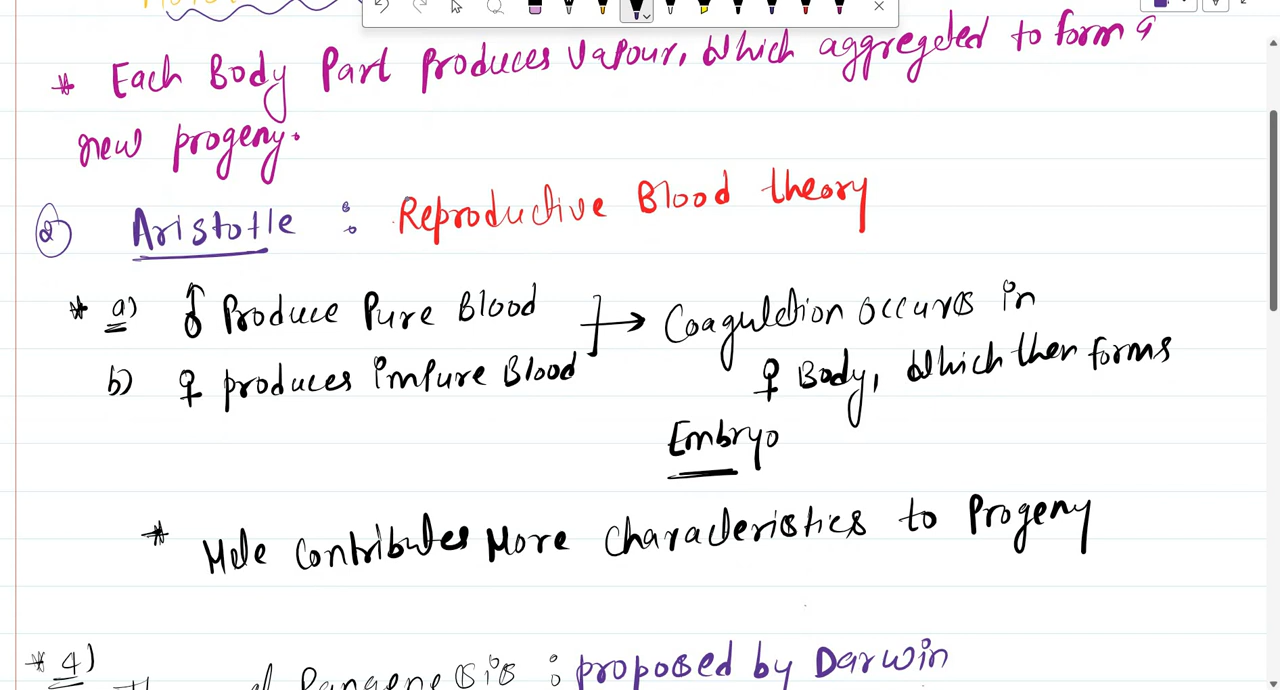 * Each Body Part Produces Vapour, Which aggregated to form a
new progeny.
② Aristotle : Reproductive Blood theory
* a) ♂ Produce Pure Blood → Coagulation occurs in
b) ♀ produces Impure Blood ♀ Body, Which then forms
Embryo
* Male Contributes More Characteristics to Progeny
* 4) Pangenesis : proposed by Darwin